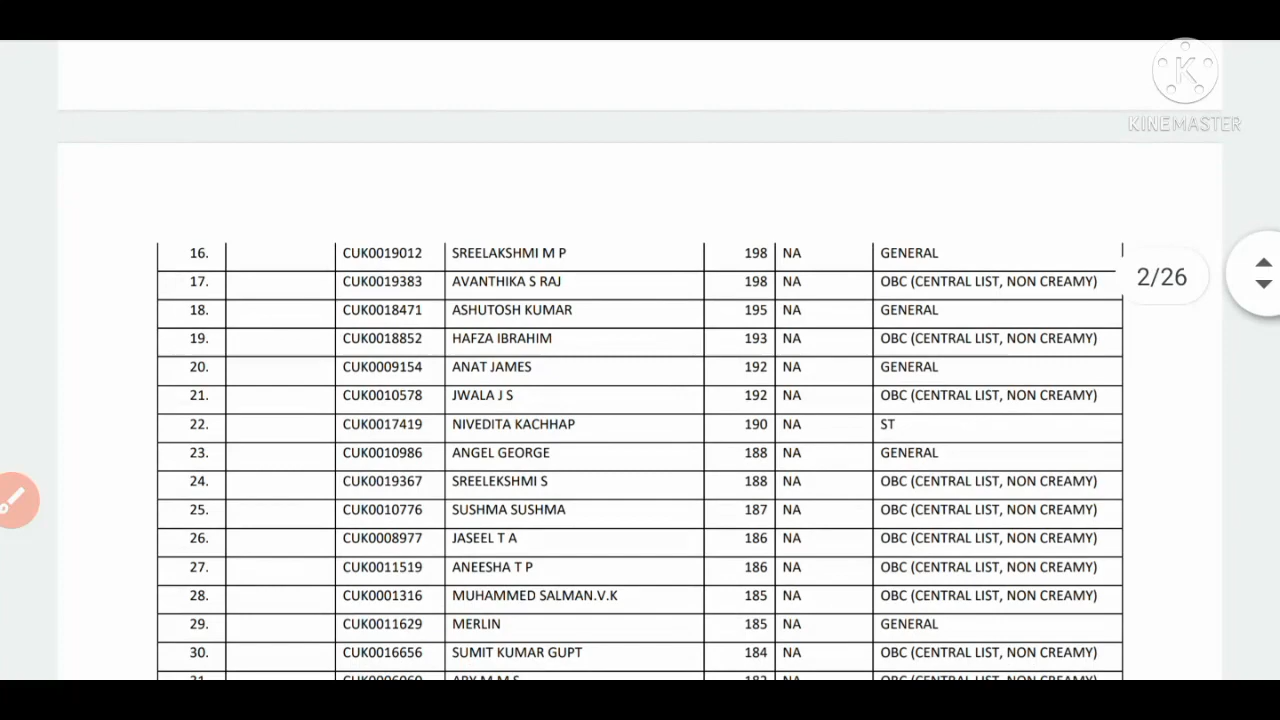 K
KINEMASTER
16. CUK0019012 SREELAKSHMI M P 198 NA GENERAL
17. CUK0019383 AVANTHIKA S RAJ 198 NA OBC (CENTRAL LIST, NON CREAMY)
2/26
18. CUK0018471 ASHUTOSH KUMAR 195 NA GENERAL
19. CUK0018852 HAFZA IBRAHIM 193 NA OBC (CENTRAL LIST, NON CREAMY)
20. CUK0009154 ANAT JAMES 192 NA GENERAL
21. CUK0010578 JWALA J S 192 NA OBC (CENTRAL LIST, NON CREAMY)
22. CUK0017419 NIVEDITA KACHHAP 190 NA ST
23. CUK0010986 ANGEL GEORGE 188 NA GENERAL
24. CUK0019367 SREELEKSHMI S 188 NA OBC (CENTRAL LIST, NON CREAMY)
25. CUK0010776 SUSHMA SUSHMA 187 NA OBC (CENTRAL LIST, NON CREAMY)
26. CUK0008977 JASEEL T A 186 NA OBC (CENTRAL LIST, NON CREAMY)
27. CUK0011519 ANEESHA T P 186 NA OBC (CENTRAL LIST, NON CREAMY)
28. CUK0001316 MUHAMMED SALMAN.V.K 185 NA OBC (CENTRAL LIST, NON CREAMY)
29. CUK0011629 MERLIN 185 NA GENERAL
30. CUK0016656 SUMIT KUMAR GUPT 184 NA OBC (CENTRAL LIST, NON CREAMY)